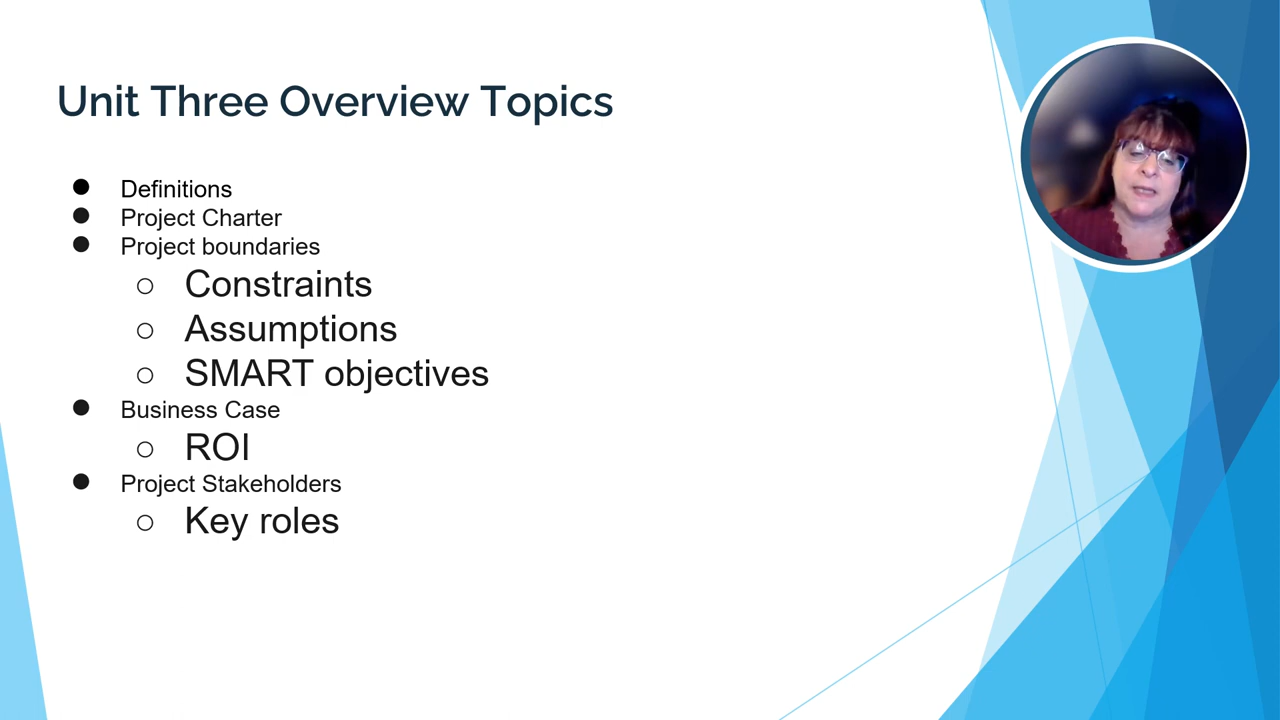 Unit Three Overview Topics
● Definitions
● Project Charter
● Project boundaries
○ Constraints
○ Assumptions
○ SMART objectives
● Business Case
○ ROI
● Project Stakeholders
○ Key roles